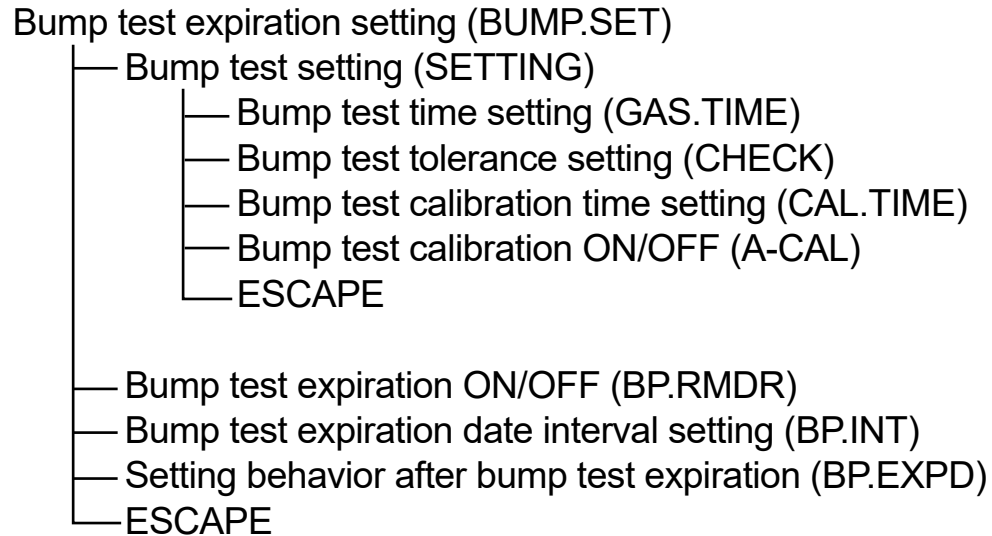 Bump test expiration setting (BUMP.SET)
Bump test setting (SETTING)
Bump test time setting (GAS.TIME)
Bump test tolerance setting (CHECK)
Bump test calibration time setting (CAL.TIME)
Bump test calibration ON/OFF (A-CAL)
ESCAPE
Bump test expiration ON/OFF (BP.RMDR)
Bump test expiration date interval setting (BP.INT)
Setting behavior after bump test expiration (BP.EXPD)
ESCAPE